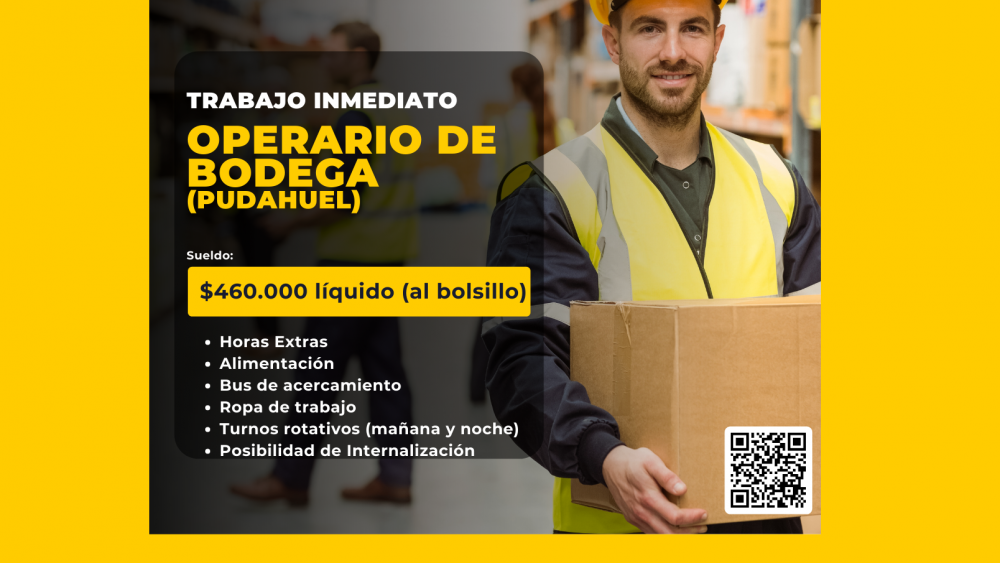 TRABAJO INMEDIATO
OPERARIO DE
BODEGA
(PUDAHUEL)
Sueldo:
$460.000 líquido (al bolsillo)
• Horas Extras
• Alimentación
• Bus de acercamiento
• Ropa de trabajo
• Turnos rotativos (mañana y noche)
• Posibilidad de Internalización